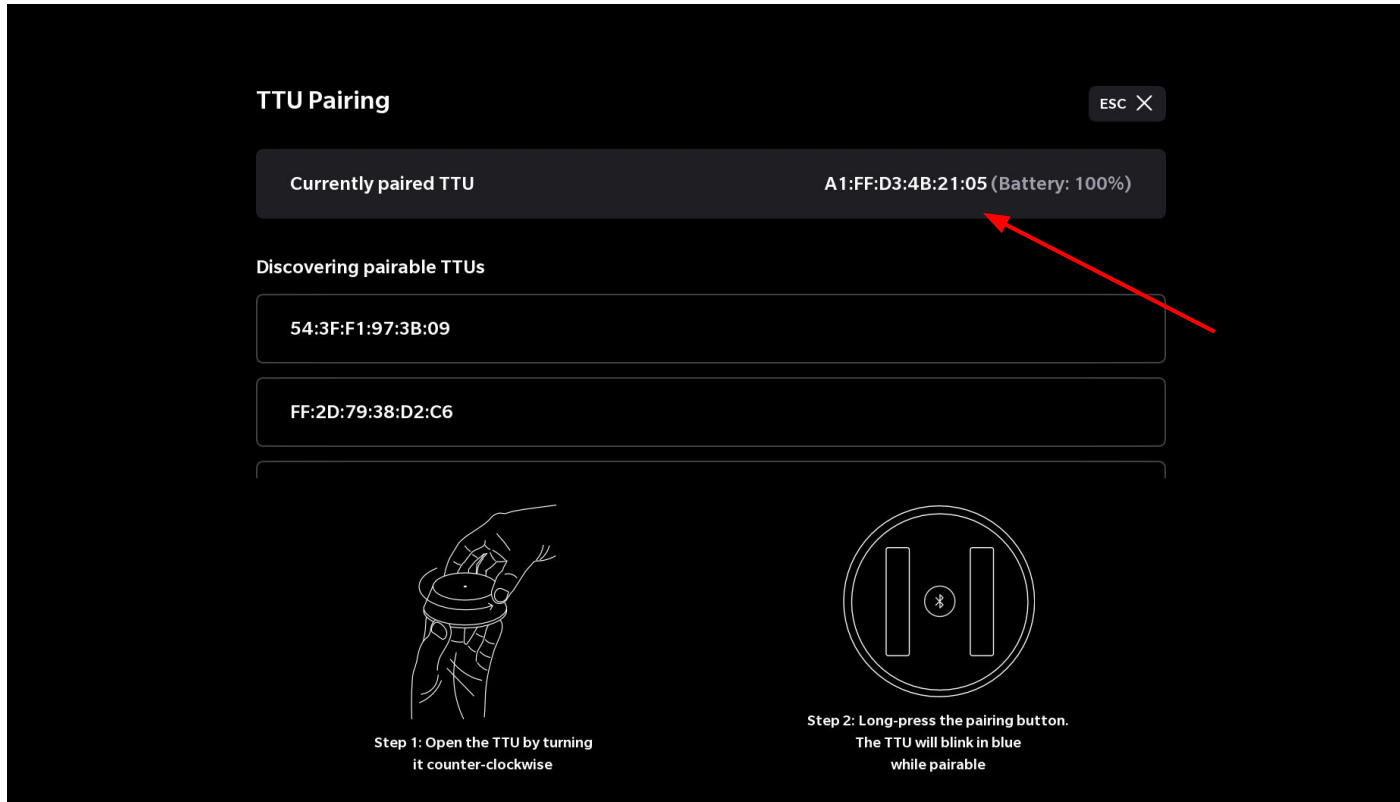 TTU Pairing
ESC
Currently paired TTU
A1:FF:D3:4B:21:05 (Battery: 100%)
Discovering pairable TTUs
54:3F:F1:97:3B:09
FF:2D:79:38:D2:C6
Step 1: Open the TTU by turning
it counter-clockwise
Step 2: Long-press the pairing button.
The TTU will blink in blue
while pairable